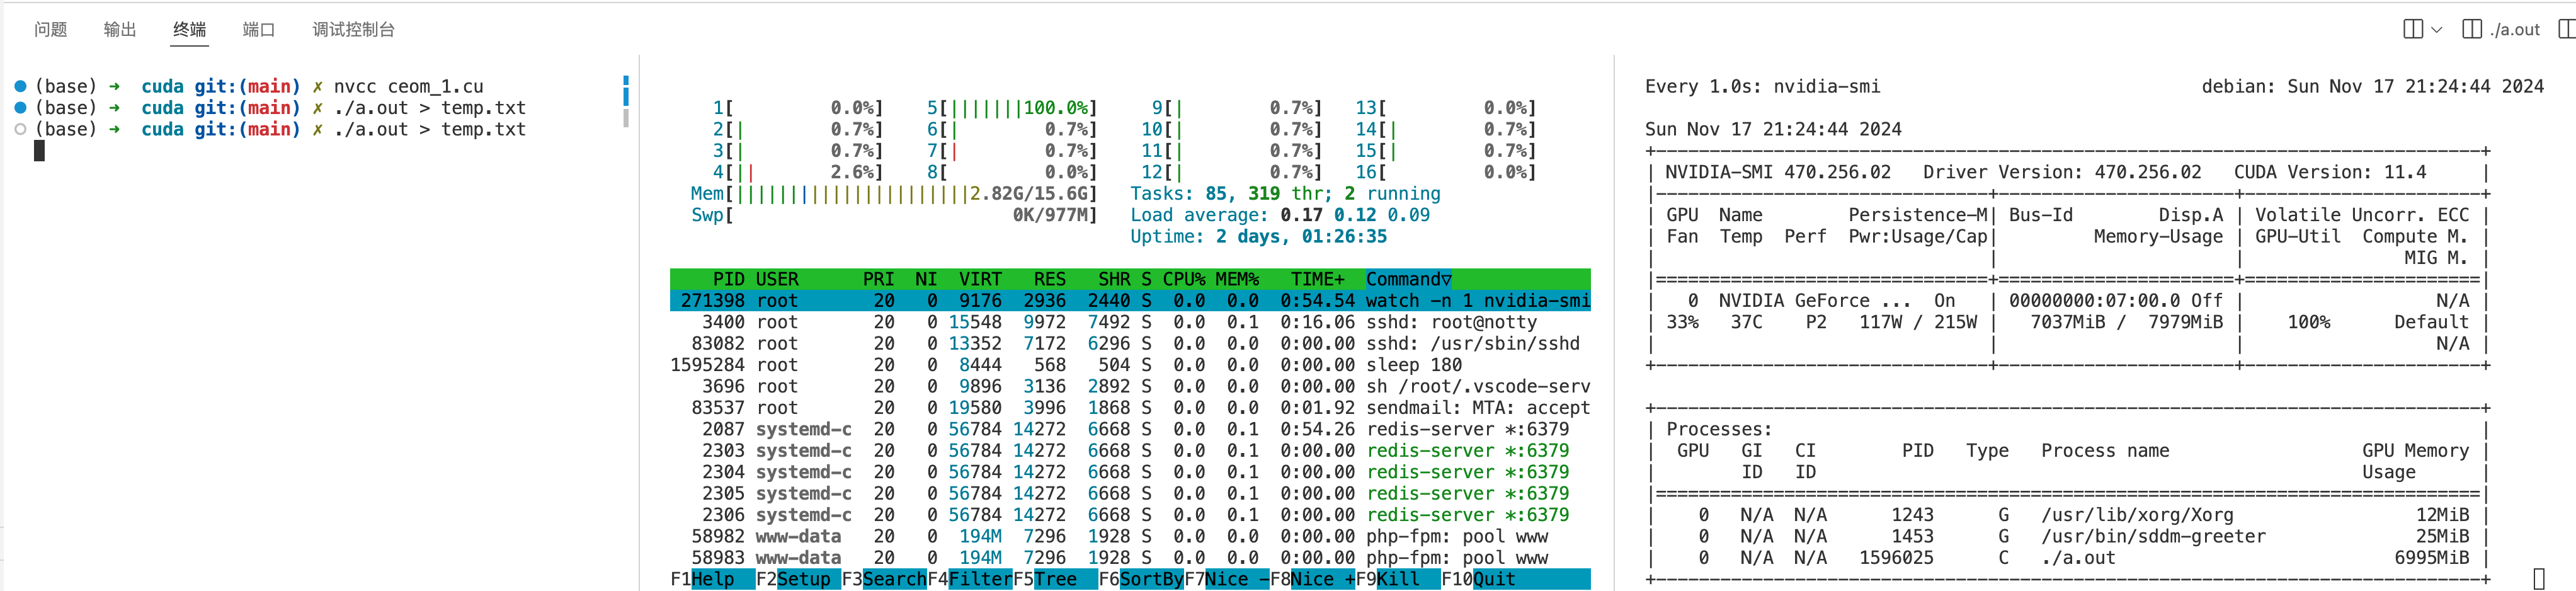 问题 输出 终端 端口 调试控制台 ./a.out
(base) ➜ cuda git:(main) ✗ nvcc ceom_1.cu
(base) ➜ cuda git:(main) ✗ ./a.out > temp.txt
(base) ➜ cuda git:(main) ✗ ./a.out > temp.txt
1[ 0.0%] 5[|||||||100.0%] 9[| 0.7%] 13[ 0.0%]
2[| 0.7%] 6[| 0.7%] 10[| 0.7%] 14[| 0.7%]
3[| 0.7%] 7[| 0.7%] 11[| 0.7%] 15[| 0.7%]
4[|| 2.6%] 8[ 0.0%] 12[| 0.7%] 16[ 0.0%]
Mem[|||||||||||||||||||||2.82G/15.6G] Tasks: 85, 319 thr; 2 running
Swp[ 0K/977M] Load average: 0.17 0.12 0.09
Uptime: 2 days, 01:26:35
PID USER PRI NI VIRT RES SHR S CPU% MEM% TIME+ Command▽
271398 root 20 0 9176 2936 2440 S 0.0 0.0 0:54.54 watch -n 1 nvidia-smi
3400 root 20 0 15548 9972 7492 S 0.0 0.1 0:16.06 sshd: root@notty
83082 root 20 0 13352 7172 6296 S 0.0 0.0 0:00.00 sshd: /usr/sbin/sshd
1595284 root 20 0 8444 568 504 S 0.0 0.0 0:00.00 sleep 180
3696 root 20 0 9896 3136 2892 S 0.0 0.0 0:00.00 sh /root/.vscode-serv
83537 root 20 0 19580 3996 1868 S 0.0 0.0 0:01.92 sendmail: MTA: accept
2087 systemd-c 20 0 56784 14272 6668 S 0.0 0.1 0:54.26 redis-server *:6379
2303 systemd-c 20 0 56784 14272 6668 S 0.0 0.1 0:00.00 redis-server *:6379
2304 systemd-c 20 0 56784 14272 6668 S 0.0 0.1 0:00.00 redis-server *:6379
2305 systemd-c 20 0 56784 14272 6668 S 0.0 0.1 0:00.00 redis-server *:6379
2306 systemd-c 20 0 56784 14272 6668 S 0.0 0.1 0:00.00 redis-server *:6379
58982 www-data 20 0 194M 7296 1928 S 0.0 0.0 0:00.00 php-fpm: pool www
58983 www-data 20 0 194M 7296 1928 S 0.0 0.0 0:00.00 php-fpm: pool www
F1Help F2Setup F3SearchF4FilterF5Tree F6SortByF7Nice -F8Nice +F9Kill F10Quit
Every 1.0s: nvidia-smi debian: Sun Nov 17 21:24:44 2024
Sun Nov 17 21:24:44 2024
+-----------------------------------------------------------------------------+
| NVIDIA-SMI 470.256.02 Driver Version: 470.256.02 CUDA Version: 11.4 |
|-------------------------------+----------------------+----------------------+
| GPU Name Persistence-M| Bus-Id Disp.A | Volatile Uncorr. ECC |
| Fan Temp Perf Pwr:Usage/Cap| Memory-Usage | GPU-Util Compute M. |
| | | MIG M. |
|===============================+======================+======================|
| 0 NVIDIA GeForce ... On | 00000000:07:00.0 Off | N/A |
| 33% 37C P2 117W / 215W | 7037MiB / 7979MiB | 100% Default |
| | | N/A |
+-------------------------------+----------------------+----------------------+
+-----------------------------------------------------------------------------+
| Processes: |
| GPU GI CI PID Type Process name GPU Memory |
| ID ID Usage |
|=============================================================================|
| 0 N/A N/A 1243 G /usr/lib/xorg/Xorg 12MiB |
| 0 N/A N/A 1453 G /usr/bin/sddm-greeter 25MiB |
| 0 N/A N/A 1596025 C ./a.out 6995MiB |
+-----------------------------------------------------------------------------+